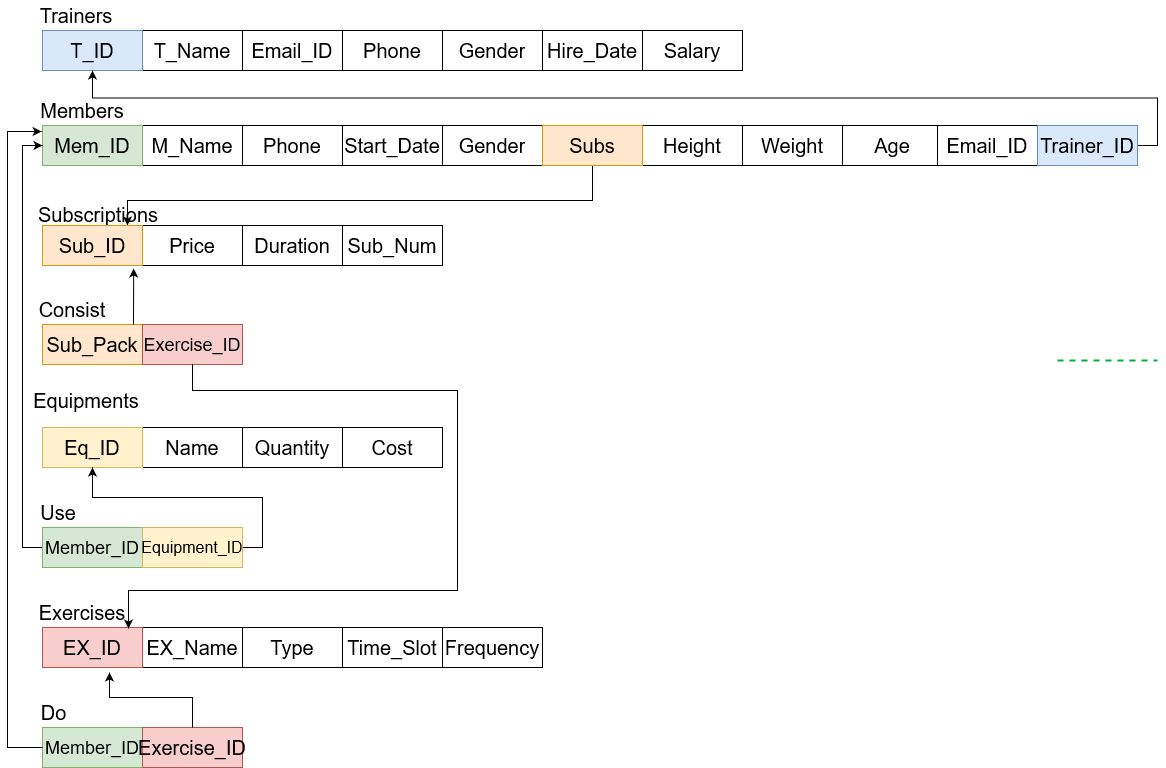 Trainers
T_ID T_Name Email_ID Phone Gender Hire_Date Salary
Members
Mem_ID M_Name Phone Start_Date Gender Subs Height Weight Age Email_ID Trainer_ID
Subscriptions
Sub_ID Price Duration Sub_Num
Consist
Sub_Pack Exercise_ID
Equipments
Eq_ID Name Quantity Cost
Use
Member_ID Equipment_ID
Exercises
EX_ID EX_Name Type Time_Slot Frequency
Do
Member_ID Exercise_ID